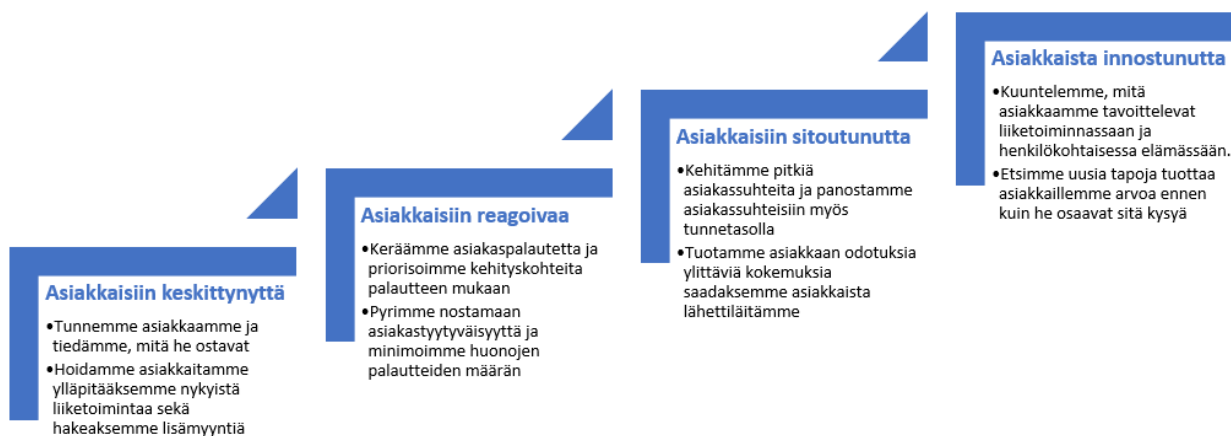 Asiakkaisiin keskittynyttä
•Tunnemme asiakkaamme ja
tiedämme, mitä he ostavat
•Hoidamme asiakkaitamme
ylläpitääksemme nykyistä
liiketoimintaa sekä
hakeaksemme lisämyyntiä
Asiakkaisiin reagoivaa
•Keräämme asiakaspalautetta ja
priorisoimme kehityskohteita
palautteen mukaan
•Pyrimme nostamaan
asiakastyytyväisyyttä ja
minimoimme huonojen
palautteiden määrän
Asiakkaisiin sitoutunutta
•Kehitämme pitkiä
asiakassuhteita ja panostamme
asiakassuhteisiin myös
tunnetasolla
•Tuotamme asiakkaan odotuksia
ylittäviä kokemuksia
saadaksemme asiakkaista
lähettiläitämme
Asiakkaista innostunutta
•Kuuntelemme, mitä
asiakkaamme tavoittelevat
liiketoiminnassaan ja
henkilökohtaisessa elämässään.
•Etsimme uusia tapoja tuottaa
asiakkaillemme arvoa ennen
kuin he osaavat sitä kysyä